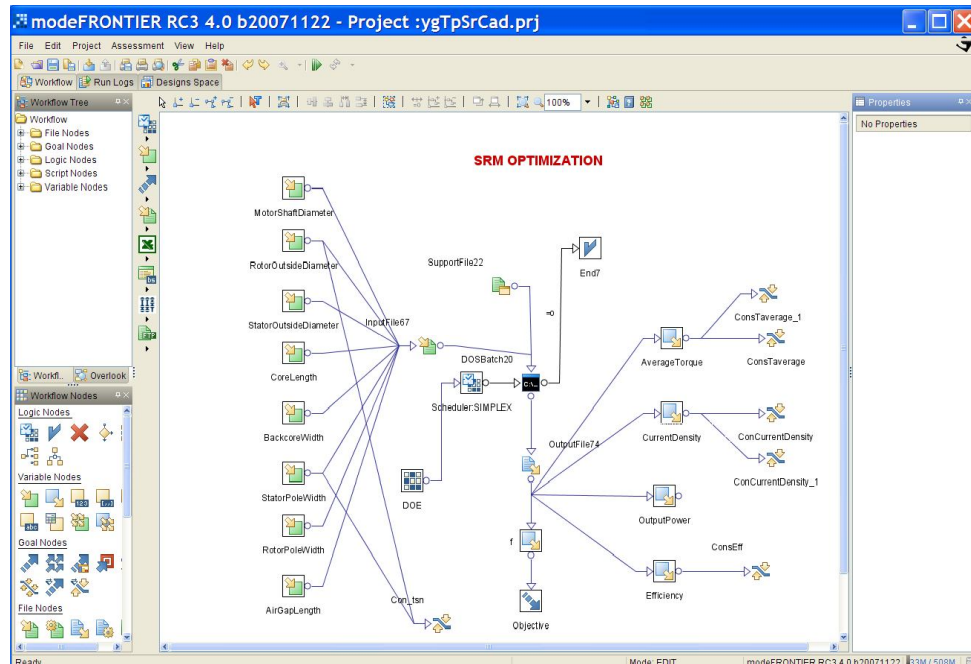 modeFRONTIER RC3 4.0 b20071122 - Project :ygTpSrCad.prj
File Edit Project Assessment View Help
Workflow Run Logs Designs Space
Workflow Tree
100%
Properties
No Properties
Workflow
File Nodes
Goal Nodes
Logic Nodes
Script Nodes
Variable Nodes
SRM OPTIMIZATION
MotorShaftDiameter
RotorOutsideDiameter
StatorOutsideDiameter
CoreLength
BackcoreWidth
StatorPoleWidth
RotorPoleWidth
AirGapLength
InputFile67
SupportFile22
End7
=0
DOSBatch20
C:\...
Scheduler:SIMPLEX
DOE
OutputFile74
f
Objective
Con_tsn
AverageTorque
ConsTaverage_1
ConsTaverage
CurrentDensity
ConCurrentDensity
ConCurrentDensity_1
OutputPower
ConsEff
Efficiency
Workfl.. Overlook
Workflow Nodes
Logic Nodes
Variable Nodes
Goal Nodes
File Nodes
Ready
Mode: EDIT
modeFRONTIER RC3 4.0 b20071122
33M / 508M